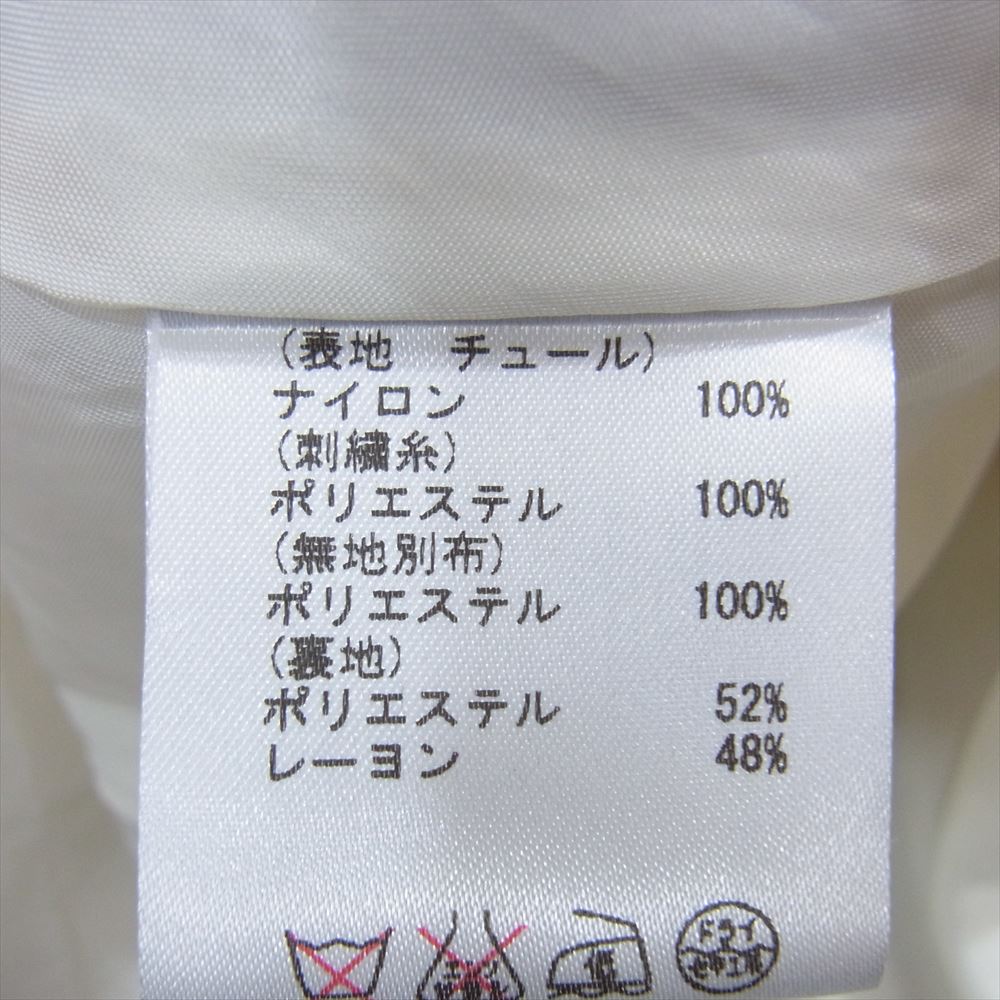 (表地　チュール)
ナイロン 100%
(刺繍糸)
ポリエステル 100%
(無地別布)
ポリエステル 100%
(裏地)
ポリエステル 52%
レーヨン 48%
ドライ